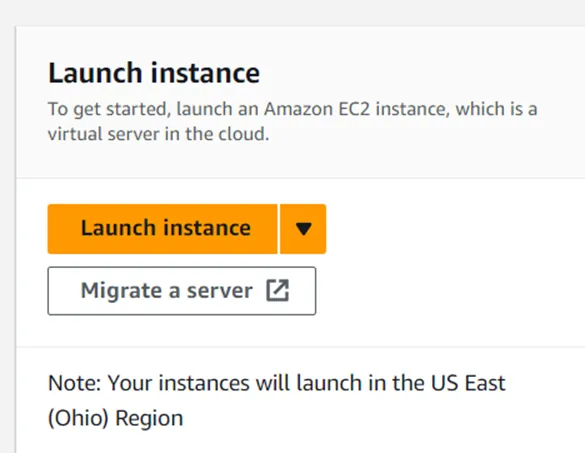 Launch instance
To get started, launch an Amazon EC2 instance, which is a
virtual server in the cloud.
Launch instance
Migrate a server
Note: Your instances will launch in the US East
(Ohio) Region